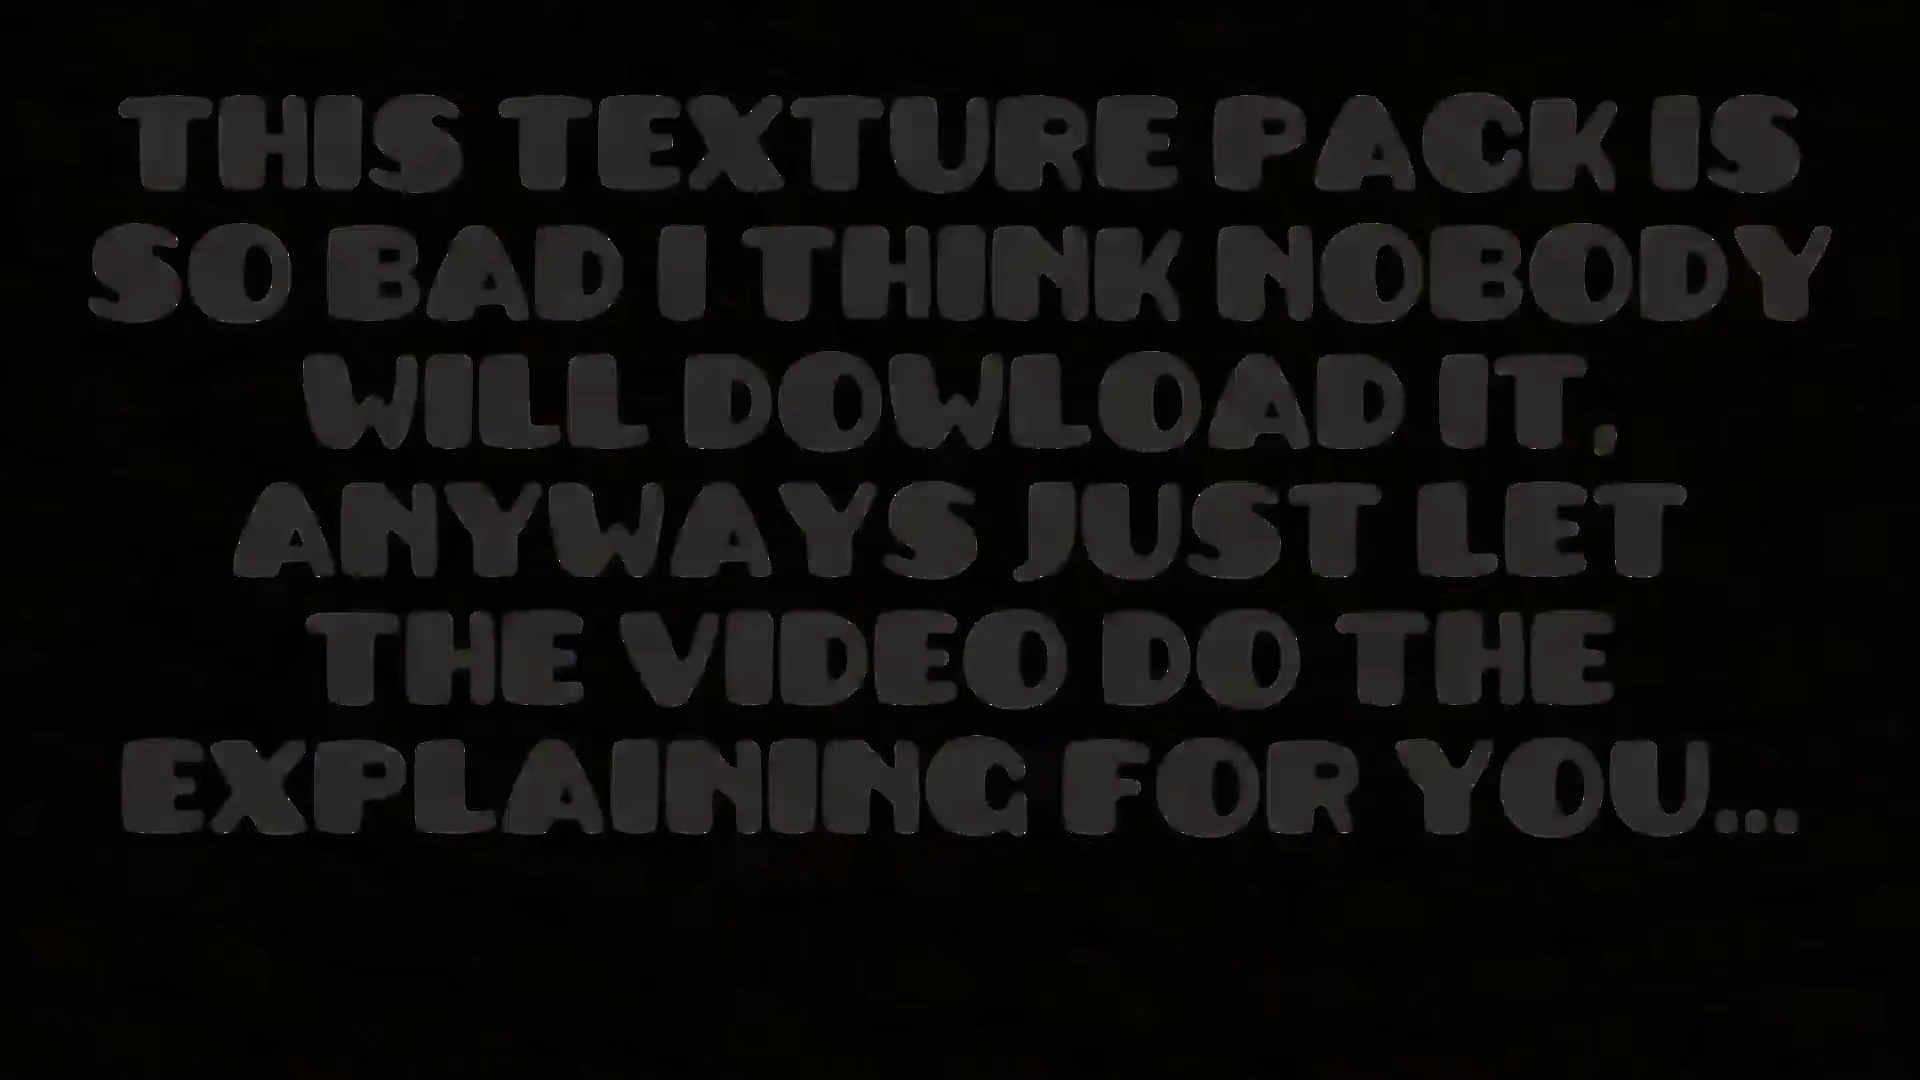 THIS TEXTURE PACK IS
SO BAD I THINK NOBODY
WILL DOWLOAD IT,
ANYWAYS JUST LET
THE VIDEO DO THE
EXPLAINING FOR YOU...